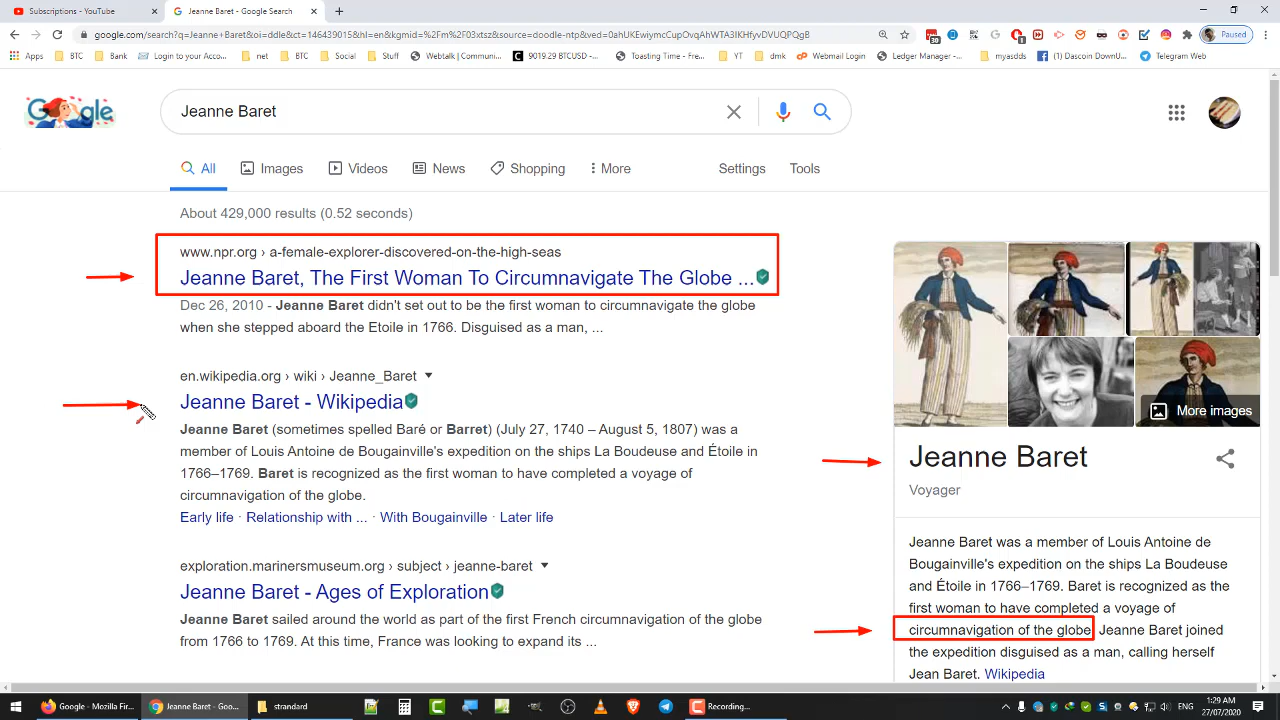 Subscriptions - YouTube
Jeanne Baret - Google Search
google.com/search?q=Jeanne+Baret&oi=ddle&ct=146439015&hl=en&kgmid=%2Fm%2F03xtsz&source=doodle-ntp&ved=0ahUKEwiymcCupOvqAhWTA3IKHfyvDVUQPQgB
Paused
Apps
BTC
Bank
Login to your Acco...
net
BTC
Social
Stuff
Webtalk | Communi...
9019.29 BTCUSD -...
Toasting Time - Fre...
YT
dmk
Webmail Login
Ledger Manager -...
myasdds
Dascoin DownU...
Telegram Web
Google
Jeanne Baret
All
Images
Videos
News
Shopping
More
Settings
Tools
About 429,000 results (0.52 seconds)
www.npr.org › a-female-explorer-discovered-on-the-high-seas
Jeanne Baret, The First Woman To Circumnavigate The Globe ...
Dec 26, 2010 - Jeanne Baret didn't set out to be the first woman to circumnavigate the globe
when she stepped aboard the Etoile in 1766. Disguised as a man, ...
en.wikipedia.org › wiki › Jeanne_Baret
Jeanne Baret - Wikipedia
Jeanne Baret (sometimes spelled Baré or Barret) (July 27, 1740 – August 5, 1807) was a
member of Louis Antoine de Bougainville's expedition on the ships La Boudeuse and Étoile in
1766–1769. Baret is recognized as the first woman to have completed a voyage of
circumnavigation of the globe.
Early life · Relationship with ... · With Bougainville · Later life
exploration.marinersmuseum.org › subject › jeanne-baret
Jeanne Baret - Ages of Exploration
Jeanne Baret sailed around the world as part of the first French circumnavigation of the globe
from 1766 to 1769. At this time, France was looking to expand its ...
More images
Jeanne Baret
Voyager
Jeanne Baret was a member of Louis Antoine de
Bougainville's expedition on the ships La Boudeuse
and Étoile in 1766–1769. Baret is recognized as the
first woman to have completed a voyage of
circumnavigation of the globe. Jeanne Baret joined
the expedition disguised as a man, calling herself
Jean Baret. Wikipedia
Google - Mozilla Fir...
Jeanne Baret - Goo...
standard
Recording...
1:29 AM
27/07/2020